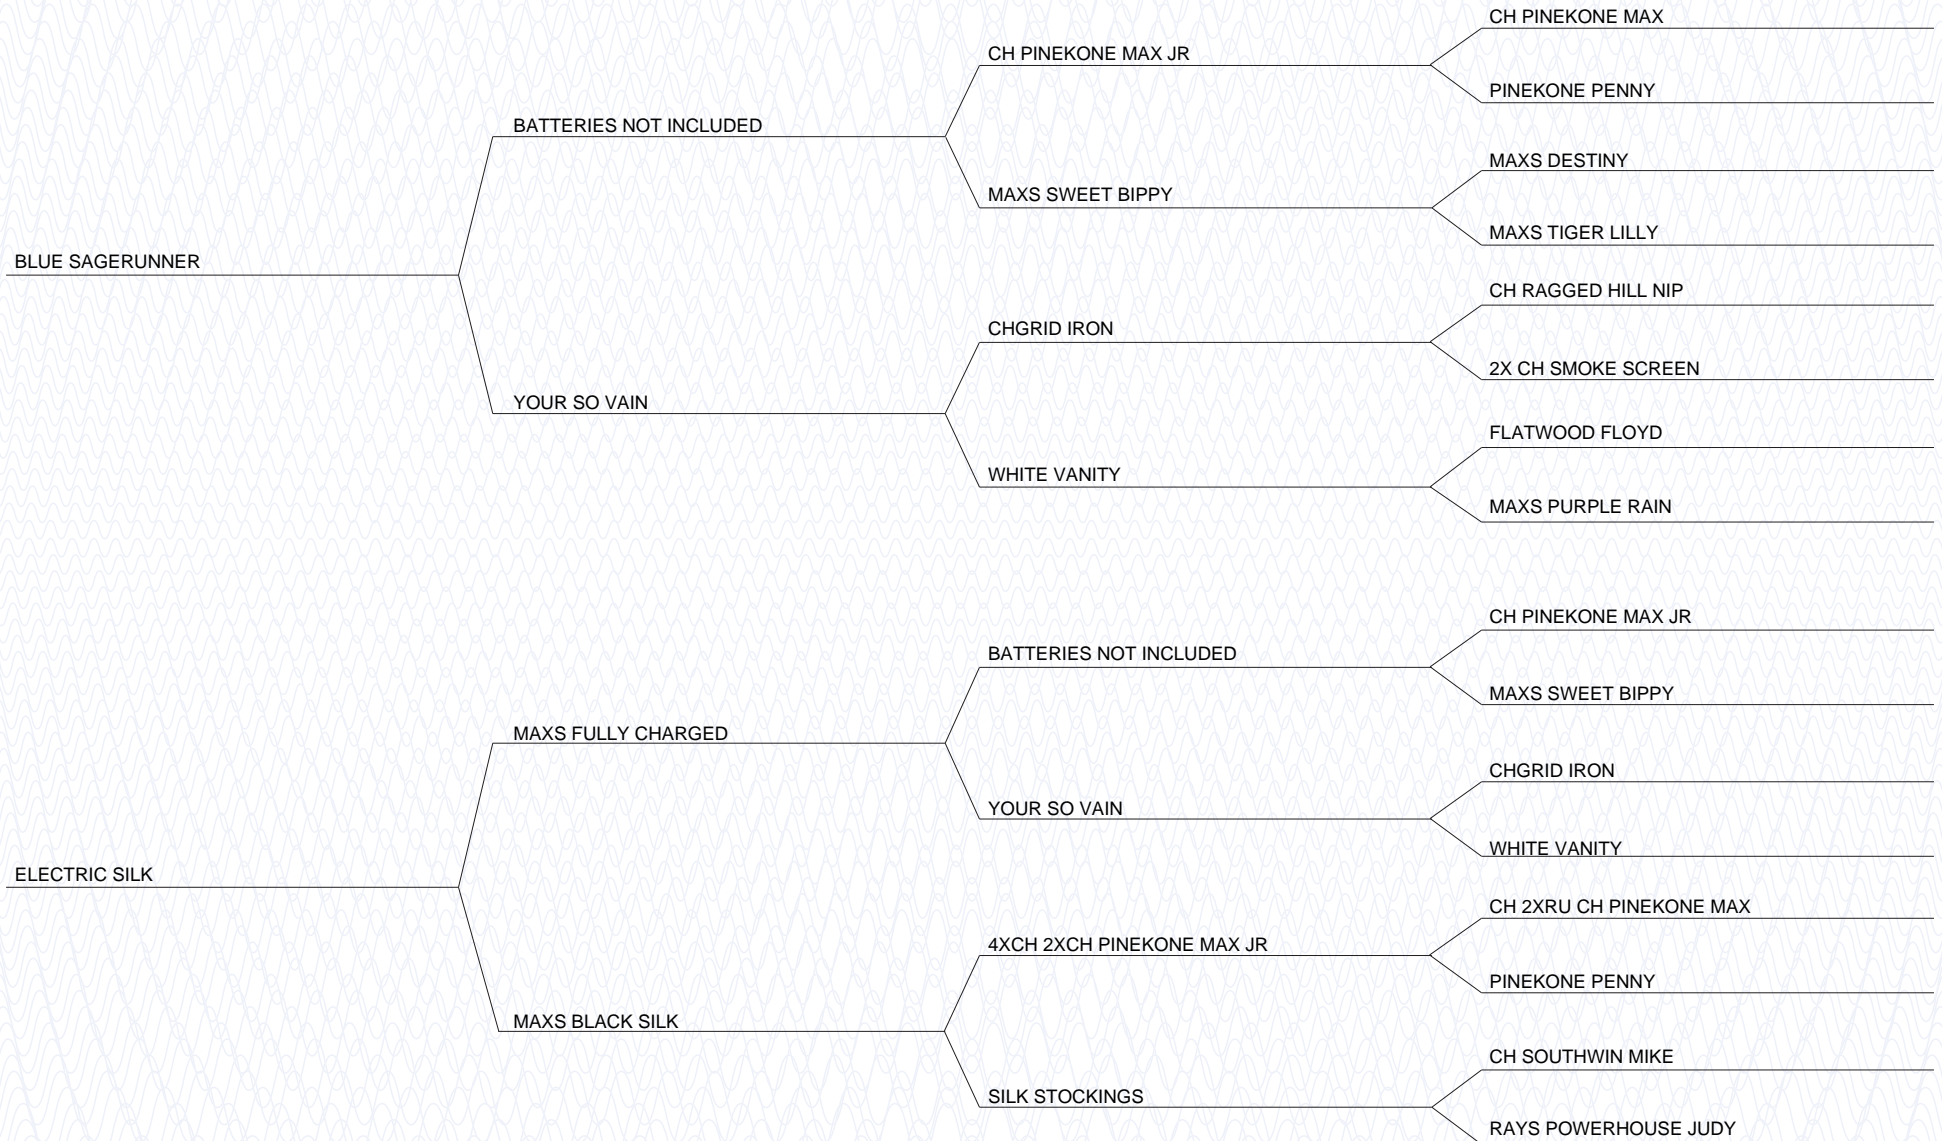 CH PINEKONE MAX
CH PINEKONE MAX JR
PINEKONE PENNY
BATTERIES NOT INCLUDED
MAXS DESTINY
MAXS SWEET BIPPY
MAXS TIGER LILLY
BLUE SAGERUNNER
CH RAGGED HILL NIP
CHGRID IRON
2X CH SMOKE SCREEN
YOUR SO VAIN
FLATWOOD FLOYD
WHITE VANITY
MAXS PURPLE RAIN
CH PINEKONE MAX JR
BATTERIES NOT INCLUDED
MAXS SWEET BIPPY
MAXS FULLY CHARGED
CHGRID IRON
YOUR SO VAIN
WHITE VANITY
ELECTRIC SILK
CH 2XRU CH PINEKONE MAX
4XCH 2XCH PINEKONE MAX JR
PINEKONE PENNY
MAXS BLACK SILK
CH SOUTHWIN MIKE
SILK STOCKINGS
RAYS POWERHOUSE JUDY